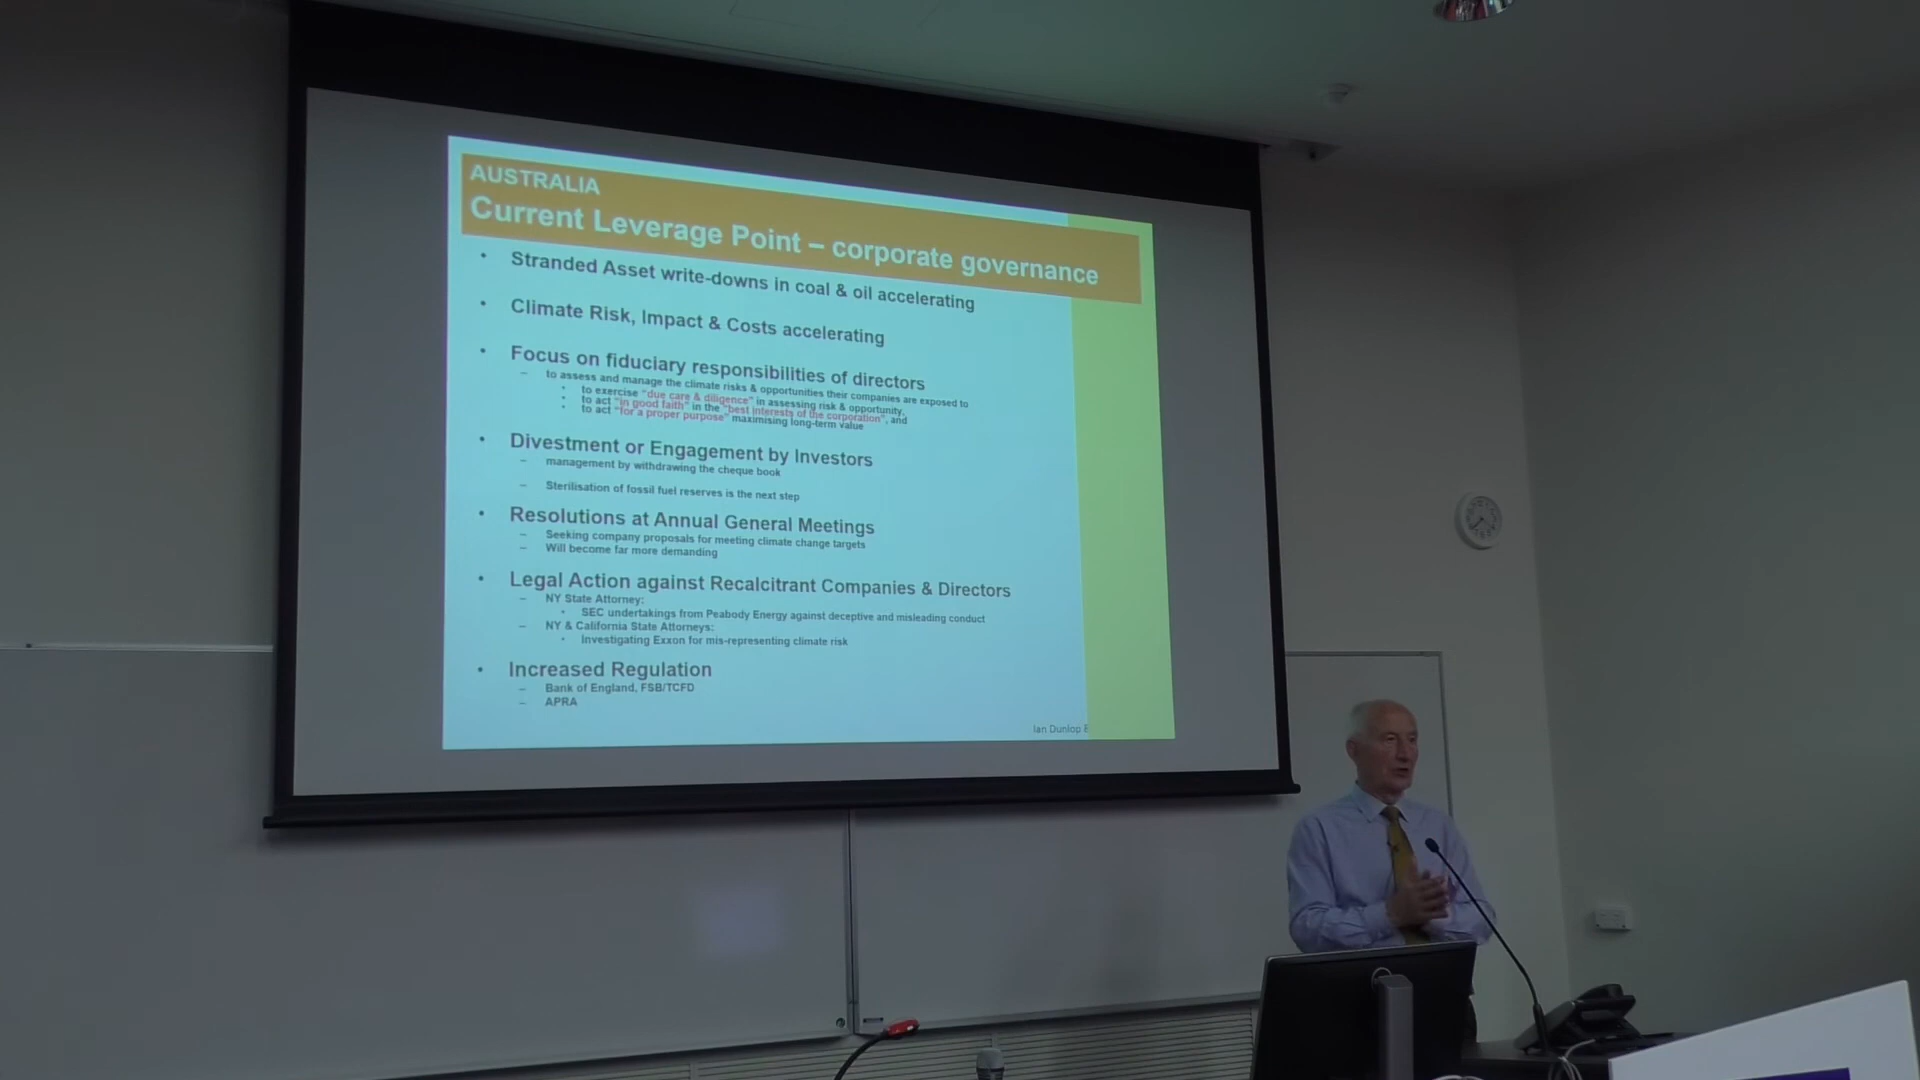 AUSTRALIA
Current Leverage Point – corporate governance
• Stranded Asset write-downs in coal & oil accelerating
• Climate Risk, Impact & Costs accelerating
• Focus on fiduciary responsibilities of directors
– to assess and manage the climate risks & opportunities their companies are exposed to
• to exercise "due care & diligence" in assessing risk & opportunity,
• to act "in good faith" in the "best interests of the corporation", and
• to act "for a proper purpose" maximising long-term value
• Divestment or Engagement by Investors
– management by withdrawing the cheque book
– Sterilisation of fossil fuel reserves is the next step
• Resolutions at Annual General Meetings
– Seeking company proposals for meeting climate change targets
– Will become far more demanding
• Legal Action against Recalcitrant Companies & Directors
– NY State Attorney:
• SEC undertakings from Peabody Energy against deceptive and misleading conduct
– NY & California State Attorneys:
• Investigating Exxon for mis-representing climate risk
• Increased Regulation
– Bank of England, FSB/TCFD
– APRA
Ian Dunlop